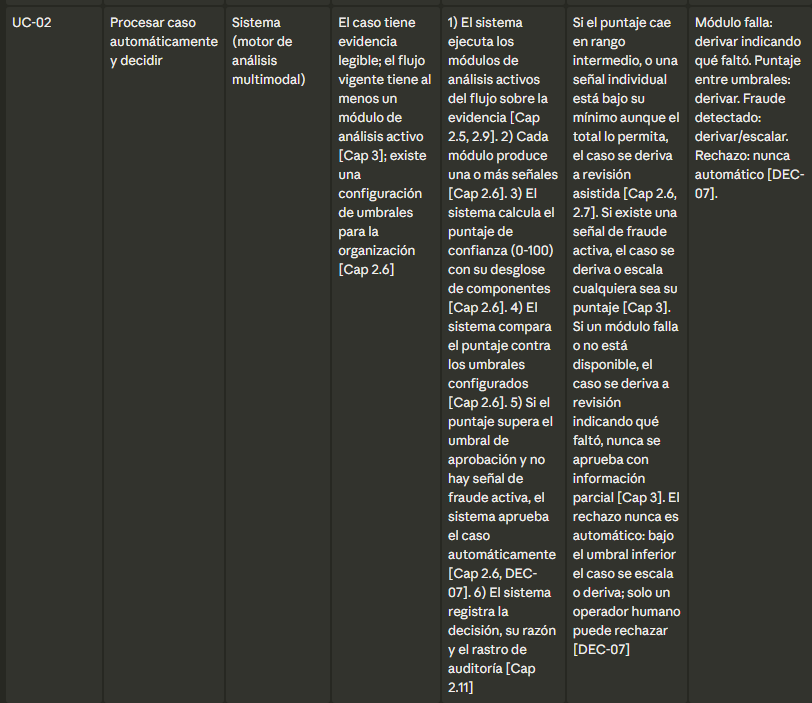 UC-02
Procesar caso
automáticamente
y decidir
Sistema
(motor de
análisis
multimodal)
El caso tiene
evidencia
legible; el flujo
vigente tiene al
menos un
módulo de
análisis activo
[Cap 3]; existe
una
configuración
de umbrales
para la
organización
[Cap 2.6]
1) El sistema
ejecuta los
módulos de
análisis activos
del flujo sobre la
evidencia [Cap
2.5, 2.9]. 2) Cada
módulo produce
una o más señales
[Cap 2.6]. 3) El
sistema calcula el
puntaje de
confianza (0-100)
con su desglose
de componentes
[Cap 2.6]. 4) El
sistema compara
el puntaje contra
los umbrales
configurados
[Cap 2.6]. 5) Si el
puntaje supera el
umbral de
aprobación y no
hay señal de
fraude activa, el
sistema aprueba
el caso
automáticamente
[Cap 2.6, DEC-
07]. 6) El sistema
registra la
decisión, su razón
y el rastro de
auditoría [Cap
2.11]
Si el puntaje cae
en rango
intermedio, o una
señal individual
está bajo su
mínimo aunque el
total lo permita,
el caso se deriva
a revisión
asistida [Cap 2.6,
2.7]. Si existe una
señal de fraude
activa, el caso se
deriva o escala
cualquiera sea su
puntaje [Cap 3].
Si un módulo falla
o no está
disponible, el
caso se deriva a
revisión
indicando qué
faltó, nunca se
aprueba con
información
parcial [Cap 3]. El
rechazo nunca es
automático: bajo
el umbral inferior
el caso se escala
o deriva; solo un
operador humano
puede rechazar
[DEC-07]
Módulo falla:
derivar indicando
qué faltó. Puntaje
entre umbrales:
derivar. Fraude
detectado:
derivar/escalar.
Rechazo: nunca
automático [DEC-
07].